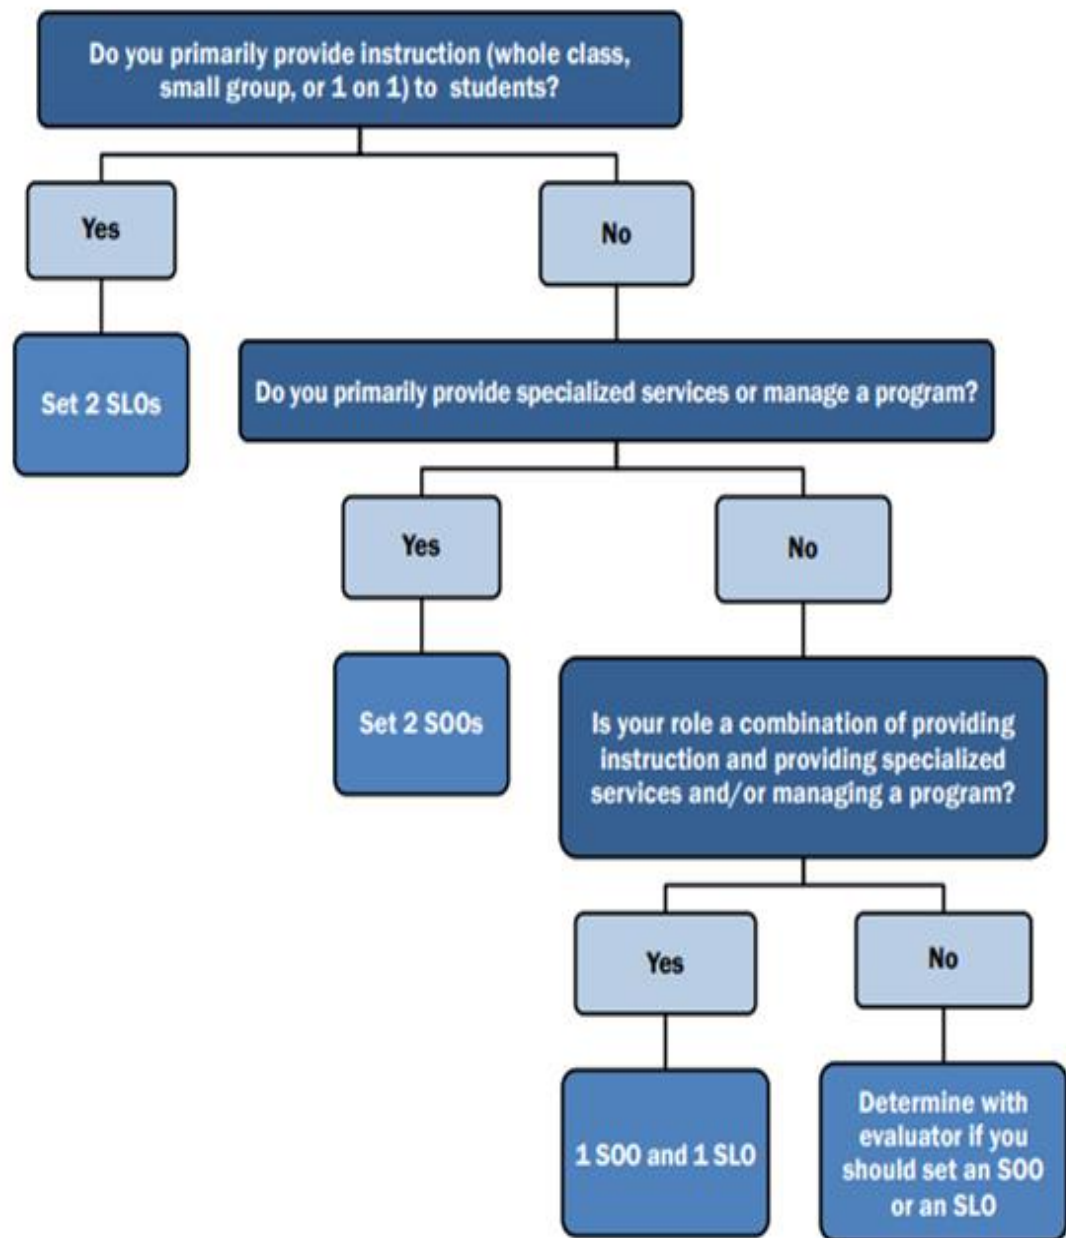 Do you primarily provide instruction (whole class,
small group, or 1 on 1) to students?
Yes
No
Set 2 SLOs
Do you primarily provide specialized services or manage a program?
Yes
No
Set 2 SOOs
Is your role a combination of providing
instruction and providing specialized
services and/or managing a program?
Yes
No
1 SOO and 1 SLO
Determine with
evaluator if you
should set an SOO
or an SLO